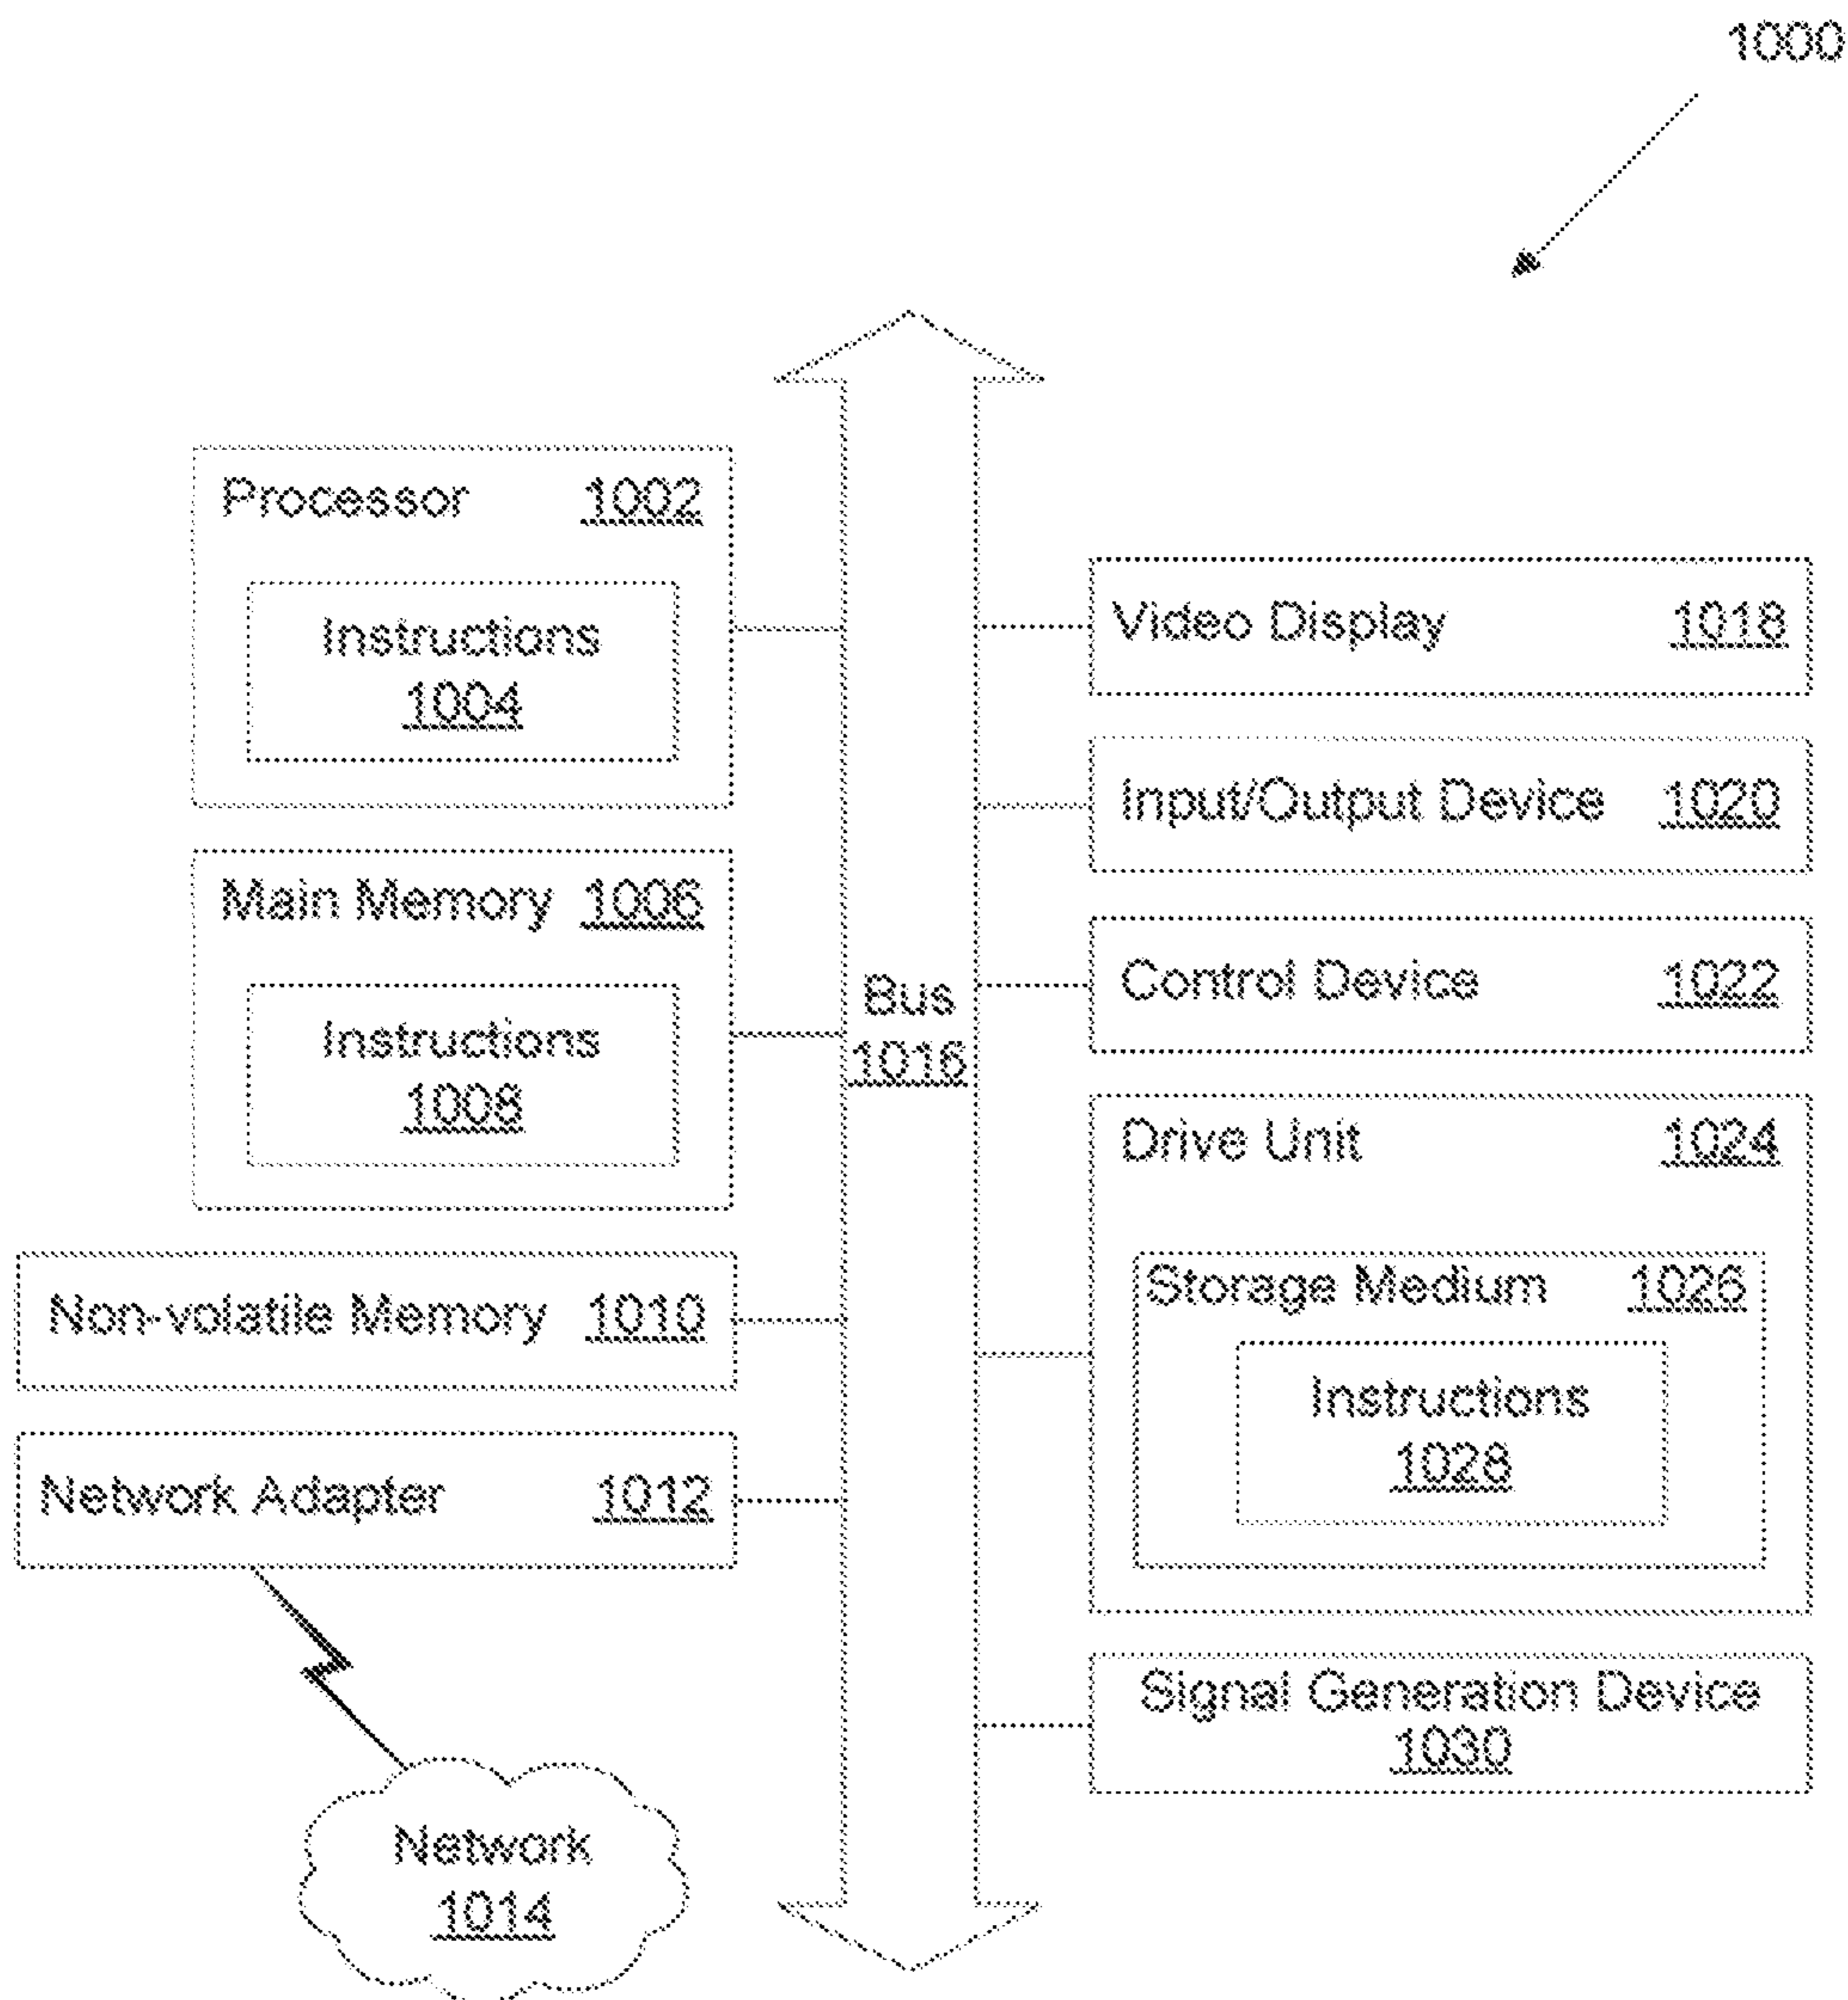 1000
Processor 1002
Instructions
1004
Main Memory 1006
Instructions
1008
Non-volatile Memory 1010
Network Adapter 1012
Network
1014
Bus
1016
Video Display 1018
Input/Output Device 1020
Control Device 1022
Drive Unit 1024
Storage Medium 1026
Instructions
1028
Signal Generation Device
1030